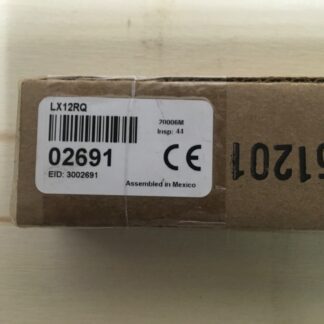 LX12RQ
70006M
Insp: 44
02691
CE
EID: 3002691
Assembled in Mexico
51201